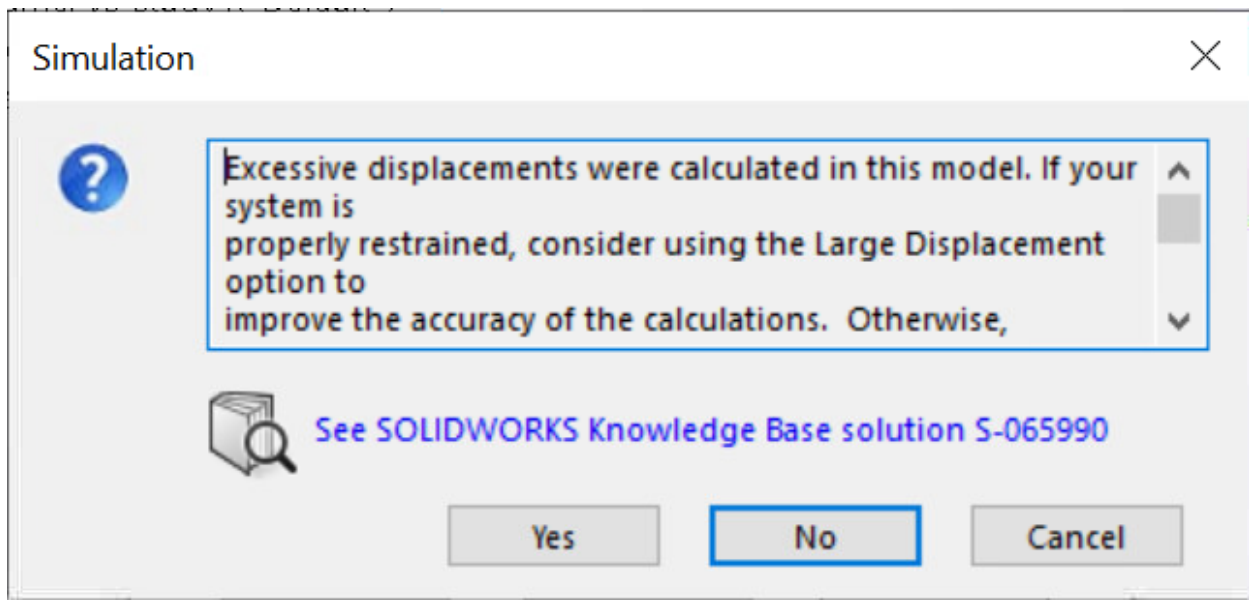 Simulation
Excessive displacements were calculated in this model. If your
system is
properly restrained, consider using the Large Displacement
option to
improve the accuracy of the calculations.  Otherwise,
See SOLIDWORKS Knowledge Base solution S-065990
Yes
No
Cancel